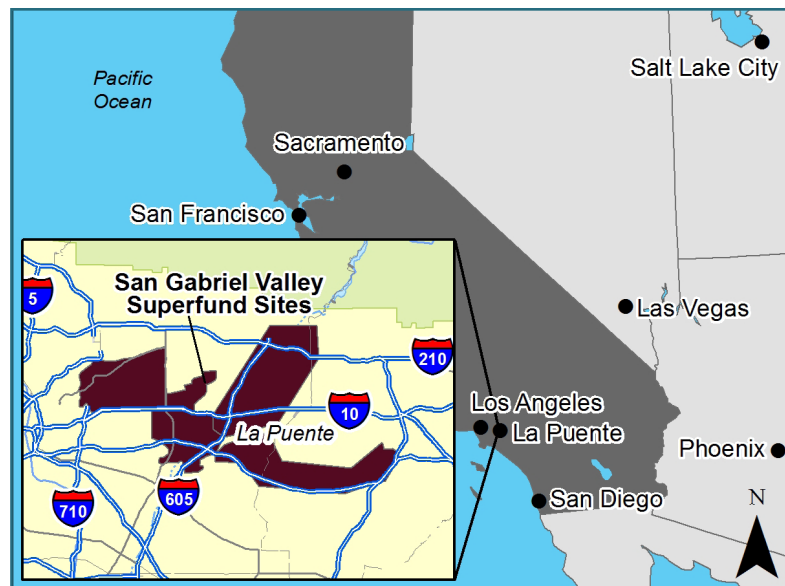 Pacific
Ocean
Salt Lake City
Sacramento
San Francisco
San Gabriel Valley
Superfund Sites
5
210
Las Vegas
10
Los Angeles
La Puente
La Puente
Phoenix
710
605
San Diego
N